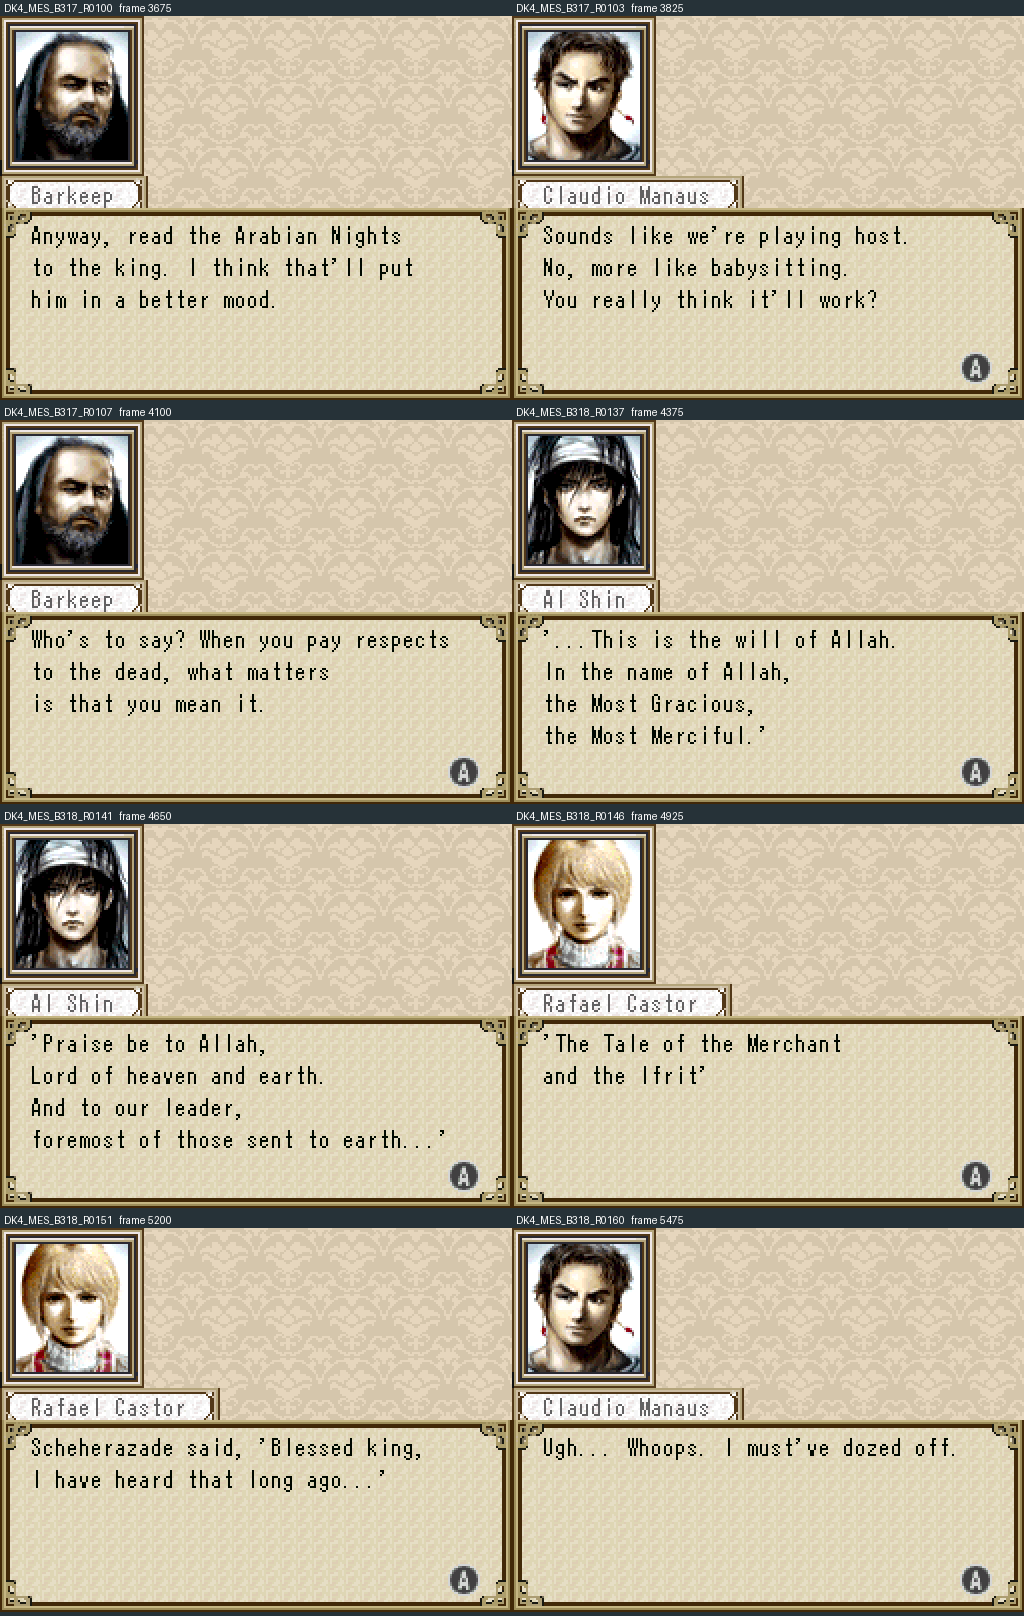 DK4_MES_B317_R0100 frame 3675
Barkeep
Anyway, read the Arabian Nights
to the king. I think that'll put
him in a better mood.
DK4_MES_B317_R0103 frame 3825
Claudio Manaus
Sounds like we're playing host.
No, more like babysitting.
You really think it'll work?
A
DK4_MES_B317_R0107 frame 4100
Barkeep
Who's to say? When you pay respects
to the dead, what matters
is that you mean it.
A
DK4_MES_B318_R0137 frame 4375
Al Shin
'...This is the will of Allah.
In the name of Allah,
the Most Gracious,
the Most Merciful.'
A
DK4_MES_B318_R0141 frame 4650
Al Shin
'Praise be to Allah,
Lord of heaven and earth.
And to our leader,
foremost of those sent to earth...'
A
DK4_MES_B318_R0146 frame 4925
Rafael Castor
'The Tale of the Merchant
and the Ifrit'
A
DK4_MES_B318_R0151 frame 5200
Rafael Castor
Scheherazade said, 'Blessed king,
I have heard that long ago...'
A
DK4_MES_B318_R0160 frame 5475
Claudio Manaus
Ugh... Whoops. I must've dozed off.
A